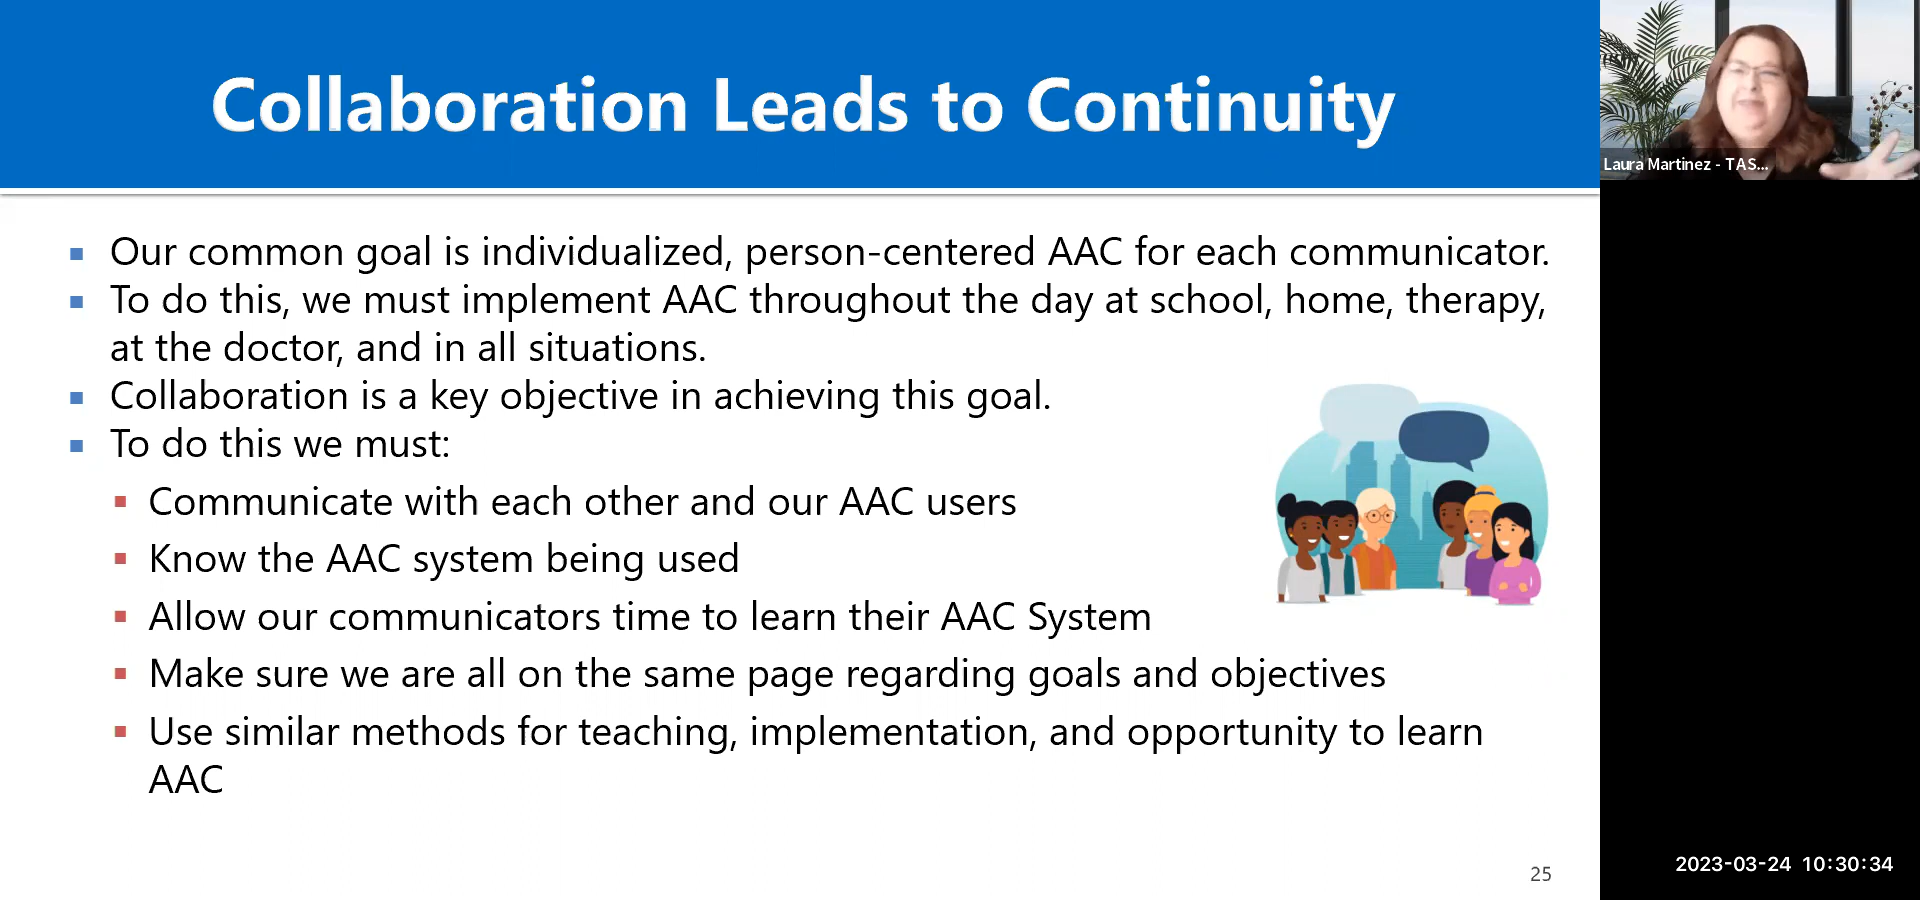 Collaboration Leads to Continuity
Our common goal is individualized, person-centered AAC for each communicator.
To do this, we must implement AAC throughout the day at school, home, therapy,
at the doctor, and in all situations.
Collaboration is a key objective in achieving this goal.
To do this we must:
Communicate with each other and our AAC users
Know the AAC system being used
Allow our communicators time to learn their AAC System
Make sure we are all on the same page regarding goals and objectives
Use similar methods for teaching, implementation, and opportunity to learn
AAC
25
Laura Martinez - TAS...
2023-03-24 10:30:34